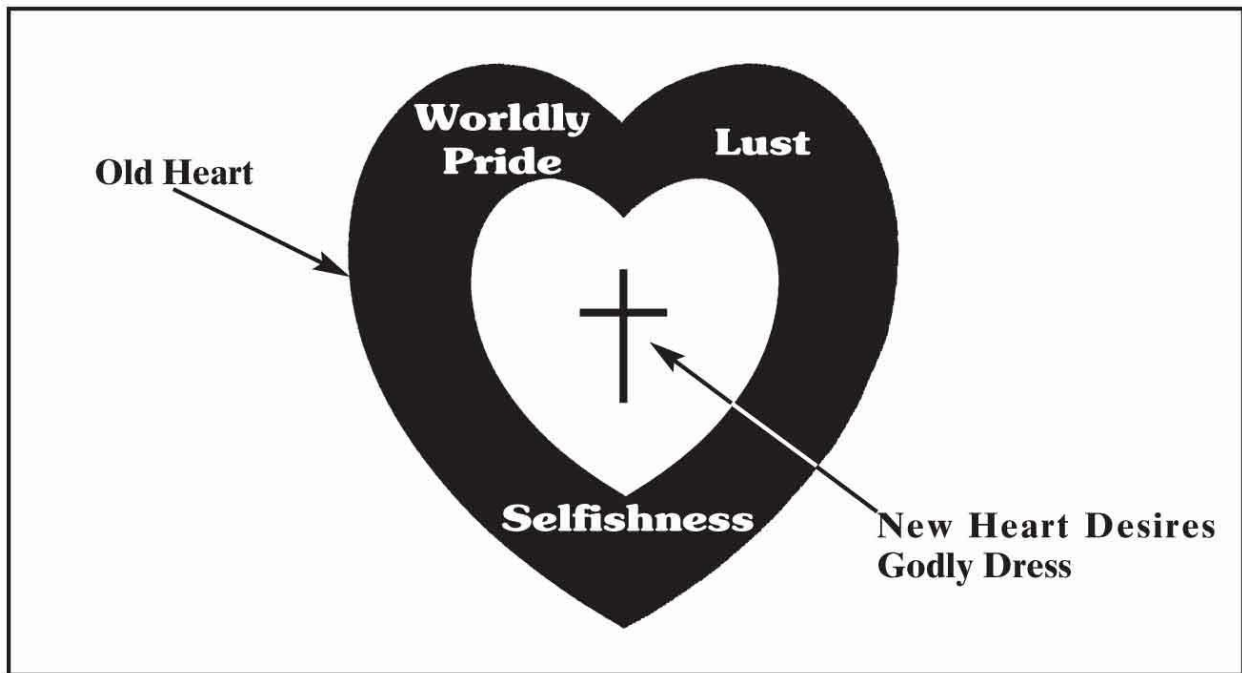 Worldly
Pride
Lust
Old Heart
Selfishness
New Heart Desires
Godly Dress